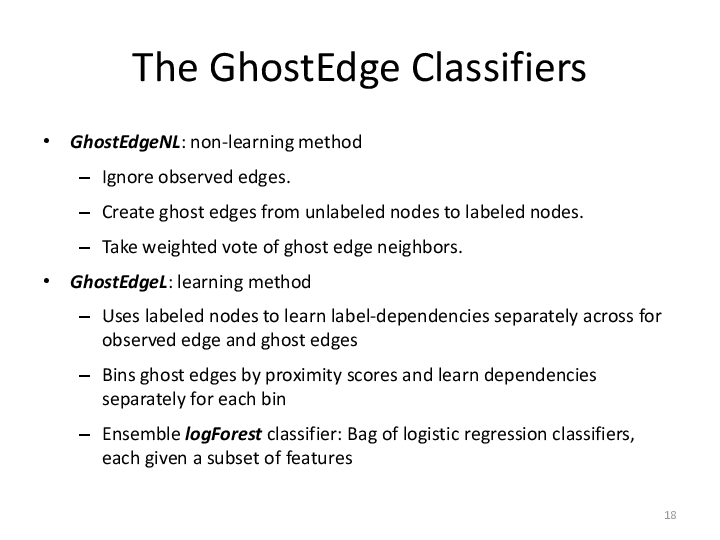 The GhostEdge Classifiers
• GhostEdgeNL: non-learning method
– Ignore observed edges.
– Create ghost edges from unlabeled nodes to labeled nodes.
– Take weighted vote of ghost edge neighbors.
• GhostEdgeL: learning method
– Uses labeled nodes to learn label-dependencies separately across for
observed edge and ghost edges
– Bins ghost edges by proximity scores and learn dependencies
separately for each bin
– Ensemble logForest classifier: Bag of logistic regression classifiers,
each given a subset of features
18